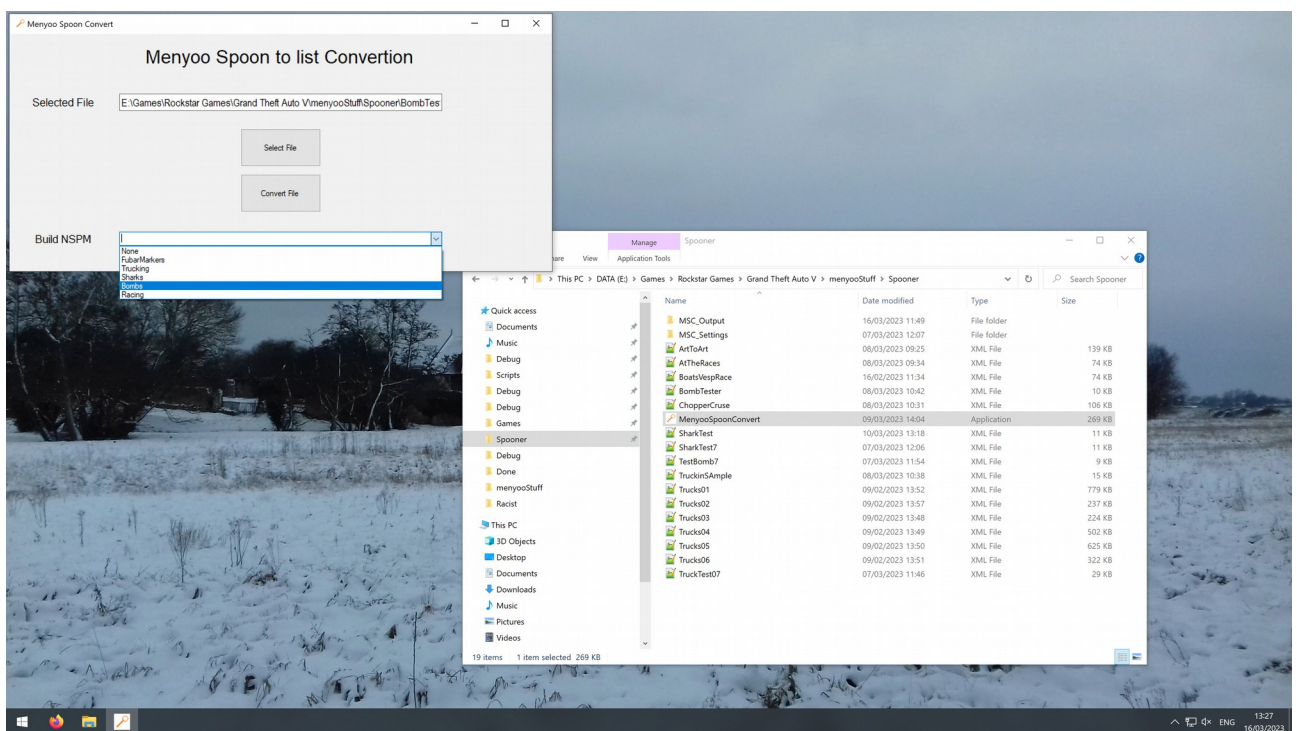 Menyoo Spoon Convert
Menyoo Spoon to list Convertion
Selected File
E:\Games\Rockstar Games\Grand Theft Auto V\menyooStuff\Spooner\BombTes
Select File
Convert File
Build NSPM
None
FubarMarkers
Trucking
Sharks
Bombs
Racing
Manage
Spooner
View
Application Tools
This PC > DATA (E:) > Games > Rockstar Games > Grand Theft Auto V > menyooStuff > Spooner
Search Spooner
Name Date modified Type Size
Quick access
Documents
Music
Debug
Scripts
Debug
Debug
Games
Spooner
Debug
Done
menyooStuff
Racist
This PC
3D Objects
Desktop
Documents
Downloads
Music
Pictures
Videos
MSC_Output 16/03/2023 11:49 File folder
MSC_Settings 07/03/2023 12:07 File folder
ArtToArt 08/03/2023 09:25 XML File 139 KB
AtTheRaces 08/03/2023 09:34 XML File 74 KB
BoatsVespRace 16/02/2023 11:34 XML File 74 KB
BombTester 08/03/2023 10:42 XML File 10 KB
ChopperCruse 08/03/2023 10:31 XML File 106 KB
MenyooSpoonConvert 09/03/2023 14:04 Application 269 KB
SharkTest 10/03/2023 13:18 XML File 11 KB
SharkTest7 07/03/2023 12:06 XML File 11 KB
TestBomb7 07/03/2023 11:54 XML File 9 KB
TruckinSAmple 08/03/2023 10:38 XML File 15 KB
Trucks01 09/02/2023 13:52 XML File 779 KB
Trucks02 09/02/2023 13:57 XML File 237 KB
Trucks03 09/02/2023 13:48 XML File 224 KB
Trucks04 09/02/2023 13:49 XML File 502 KB
Trucks05 09/02/2023 13:50 XML File 625 KB
Trucks06 09/02/2023 13:51 XML File 322 KB
TruckTest07 07/03/2023 11:46 XML File 29 KB
19 items 1 item selected 269 KB
ENG
13:27
16/03/2023